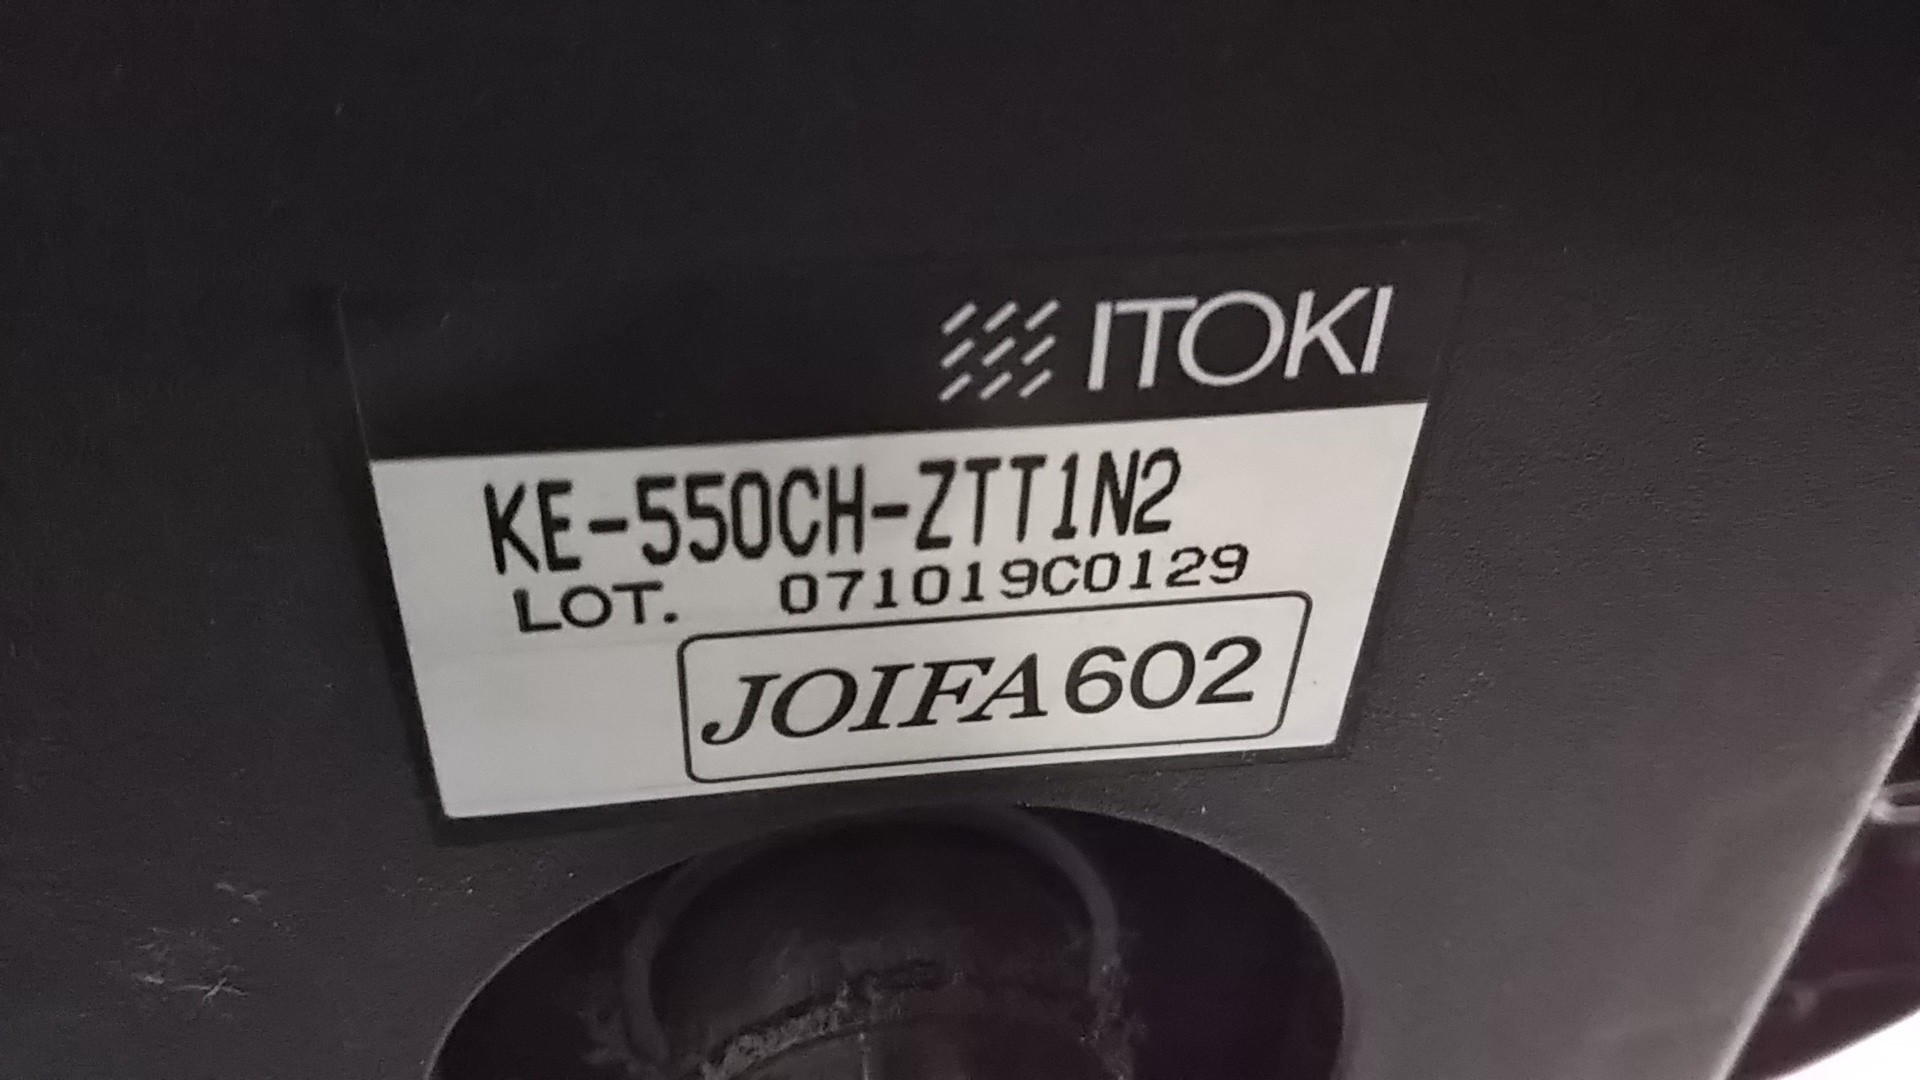 ITOKI
KE-550CH-ZTT1N2
LOT. 071019C0129
JOIFA602